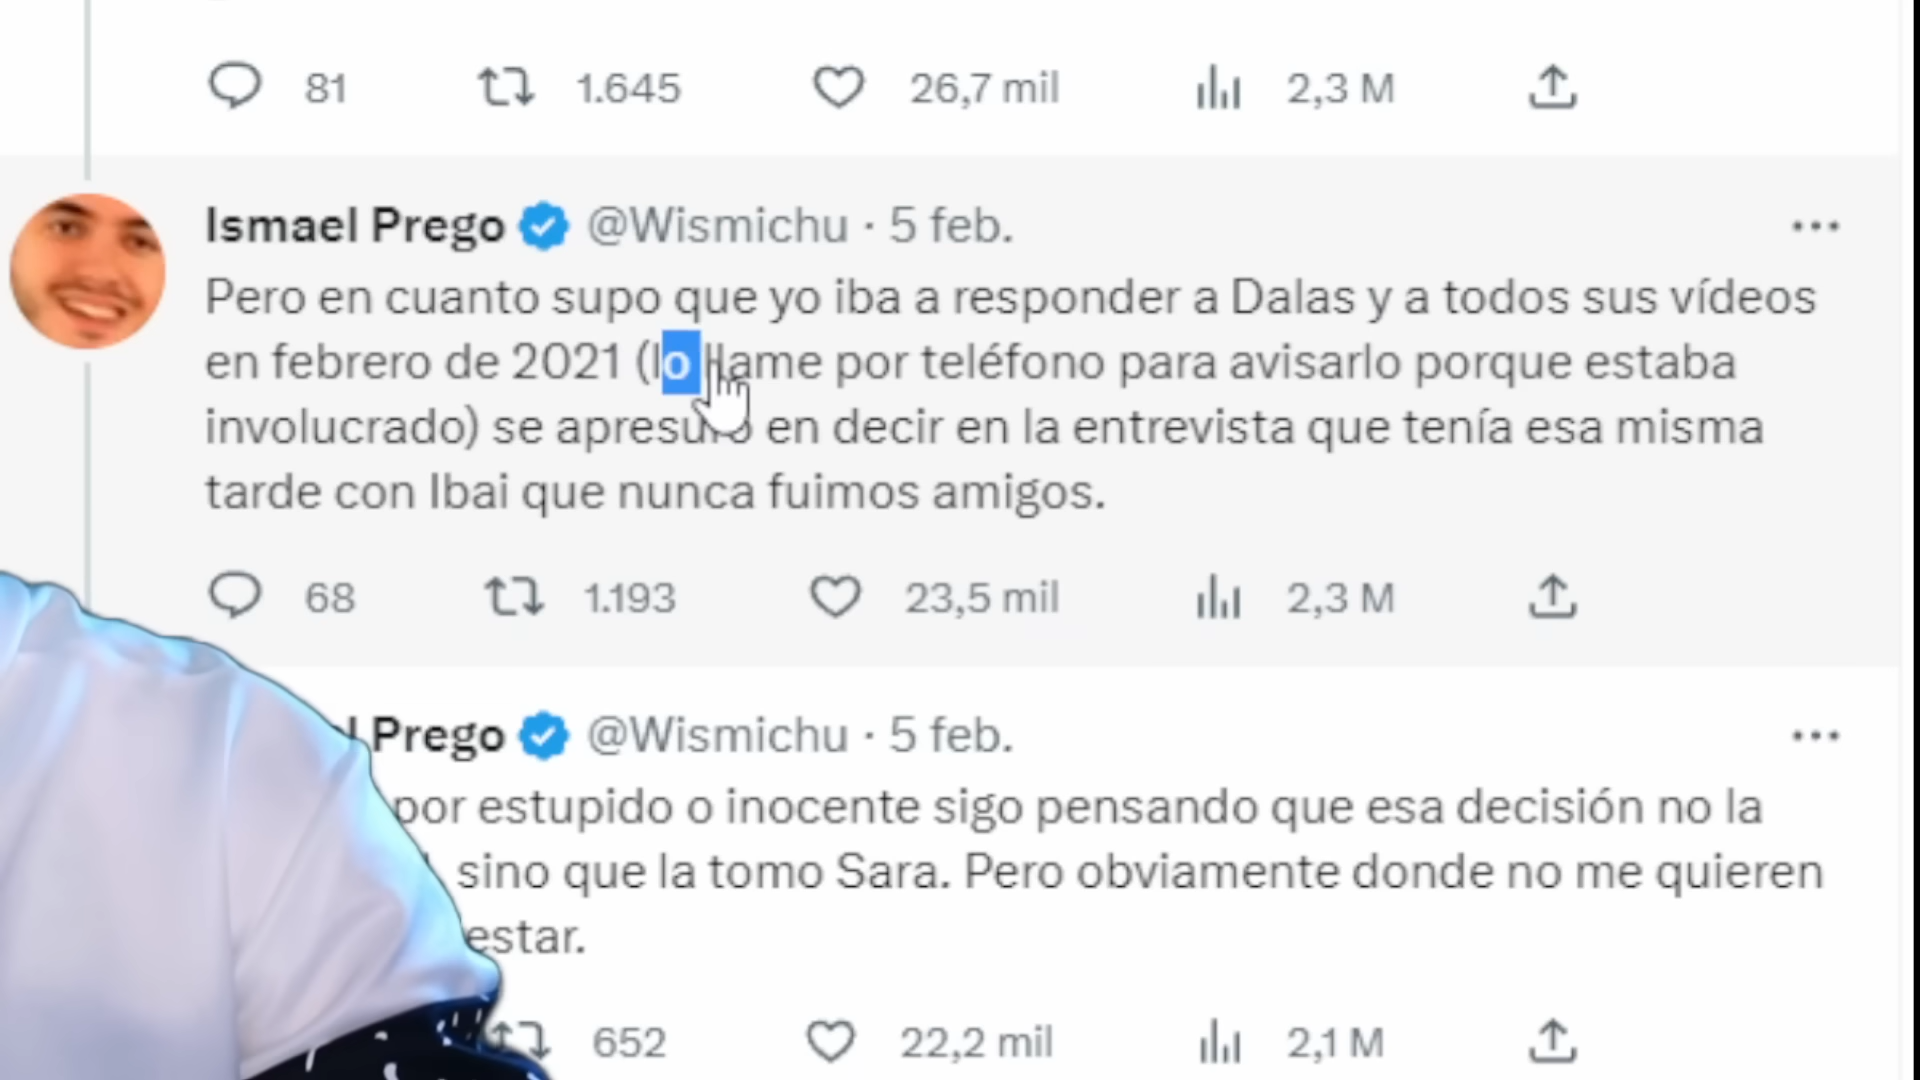 81 1.645 26,7 mil 2,3 M
Ismael Prego @Wismichu · 5 feb.
Pero en cuanto supo que yo iba a responder a Dalas y a todos sus vídeos
en febrero de 2021 (lo llame por teléfono para avisarlo porque estaba
involucrado) se apresuro en decir en la entrevista que tenía esa misma
tarde con Ibai que nunca fuimos amigos.
68 1.193 23,5 mil 2,3 M
Prego @Wismichu · 5 feb.
por estupido o inocente sigo pensando que esa decisión no la
sino que la tomo Sara. Pero obviamente donde no me quieren
estar.
652 22,2 mil 2,1 M